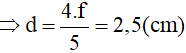 ⇒ d = 4.f/5 = 2,5(cm)